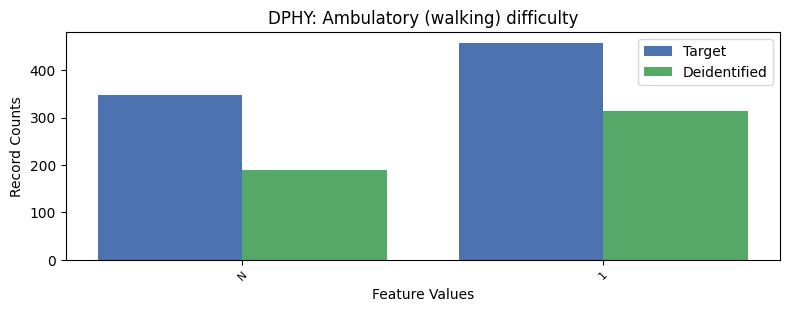 DPHY: Ambulatory (walking) difficulty
Target
Deidentified
Record Counts
400
300
200
100
0
N
1
Feature Values